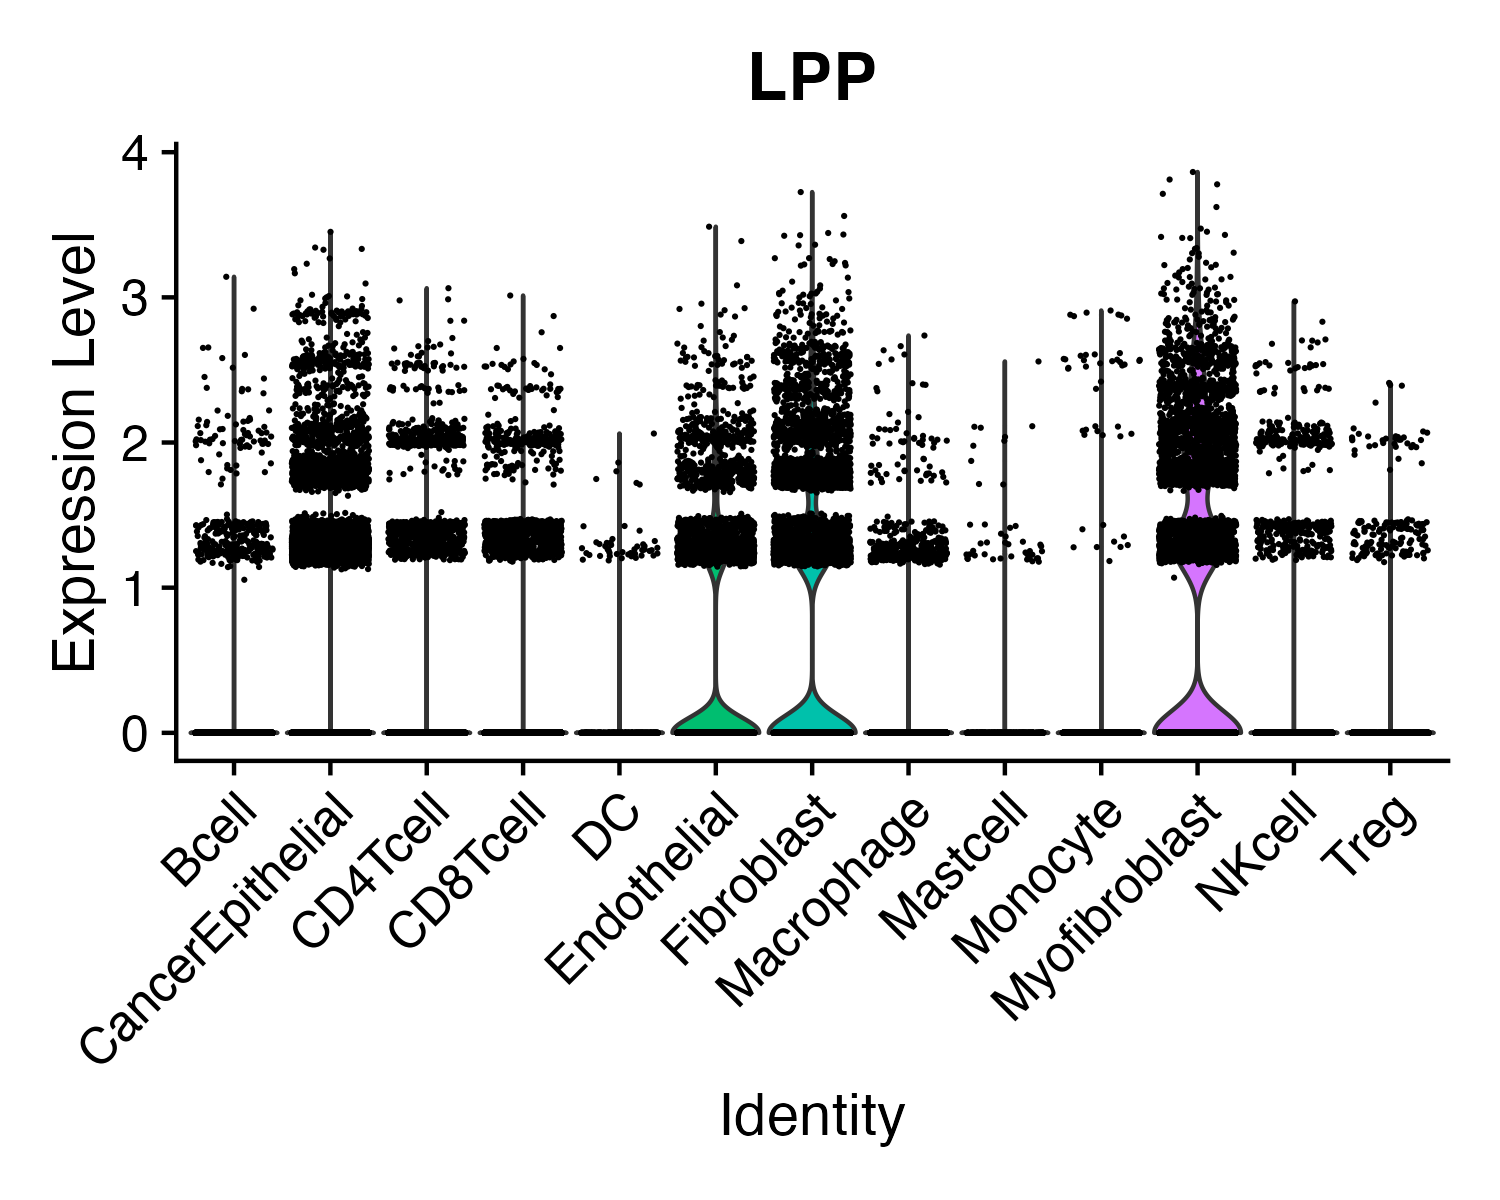 LPP
Expression Level
4
3
2
1
0
Bcell
CancerEpithelial
CD4Tcell
CD8Tcell
DC
Endothelial
Fibroblast
Macrophage
Mastcell
Monocyte
Myofibroblast
NKcell
Treg
Identity